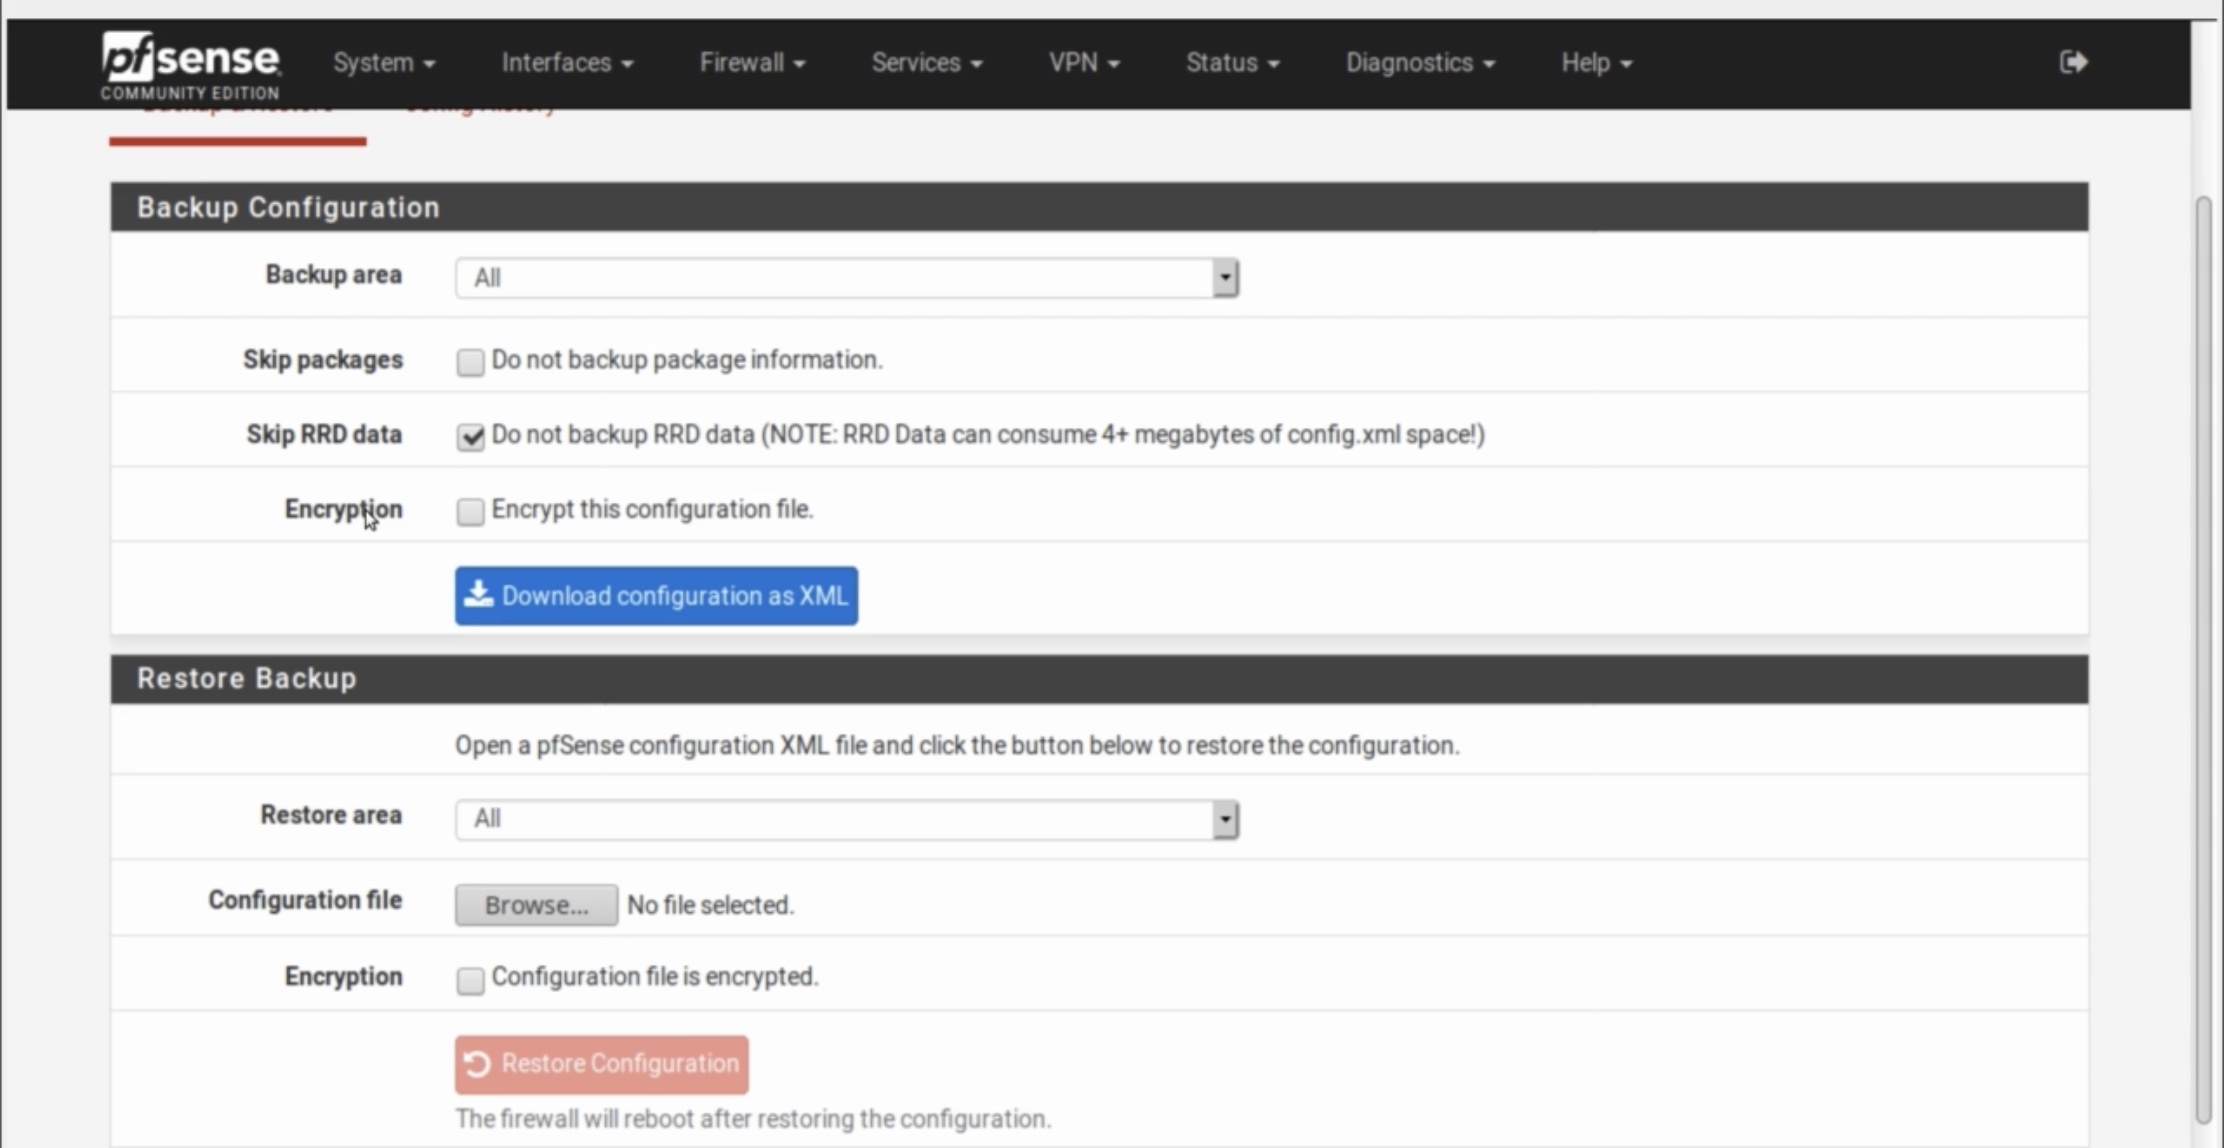 pfsense
COMMUNITY EDITION
System
Interfaces
Firewall
Services
VPN
Status
Diagnostics
Help
Backup & Restore
Config History
Backup Configuration
Backup area
All
Skip packages
Do not backup package information.
Skip RRD data
Do not backup RRD data (NOTE: RRD Data can consume 4+ megabytes of config.xml space!)
Encryption
Encrypt this configuration file.
Download configuration as XML
Restore Backup
Open a pfSense configuration XML file and click the button below to restore the configuration.
Restore area
All
Configuration file
Browse...
No file selected.
Encryption
Configuration file is encrypted.
Restore Configuration
The firewall will reboot after restoring the configuration.